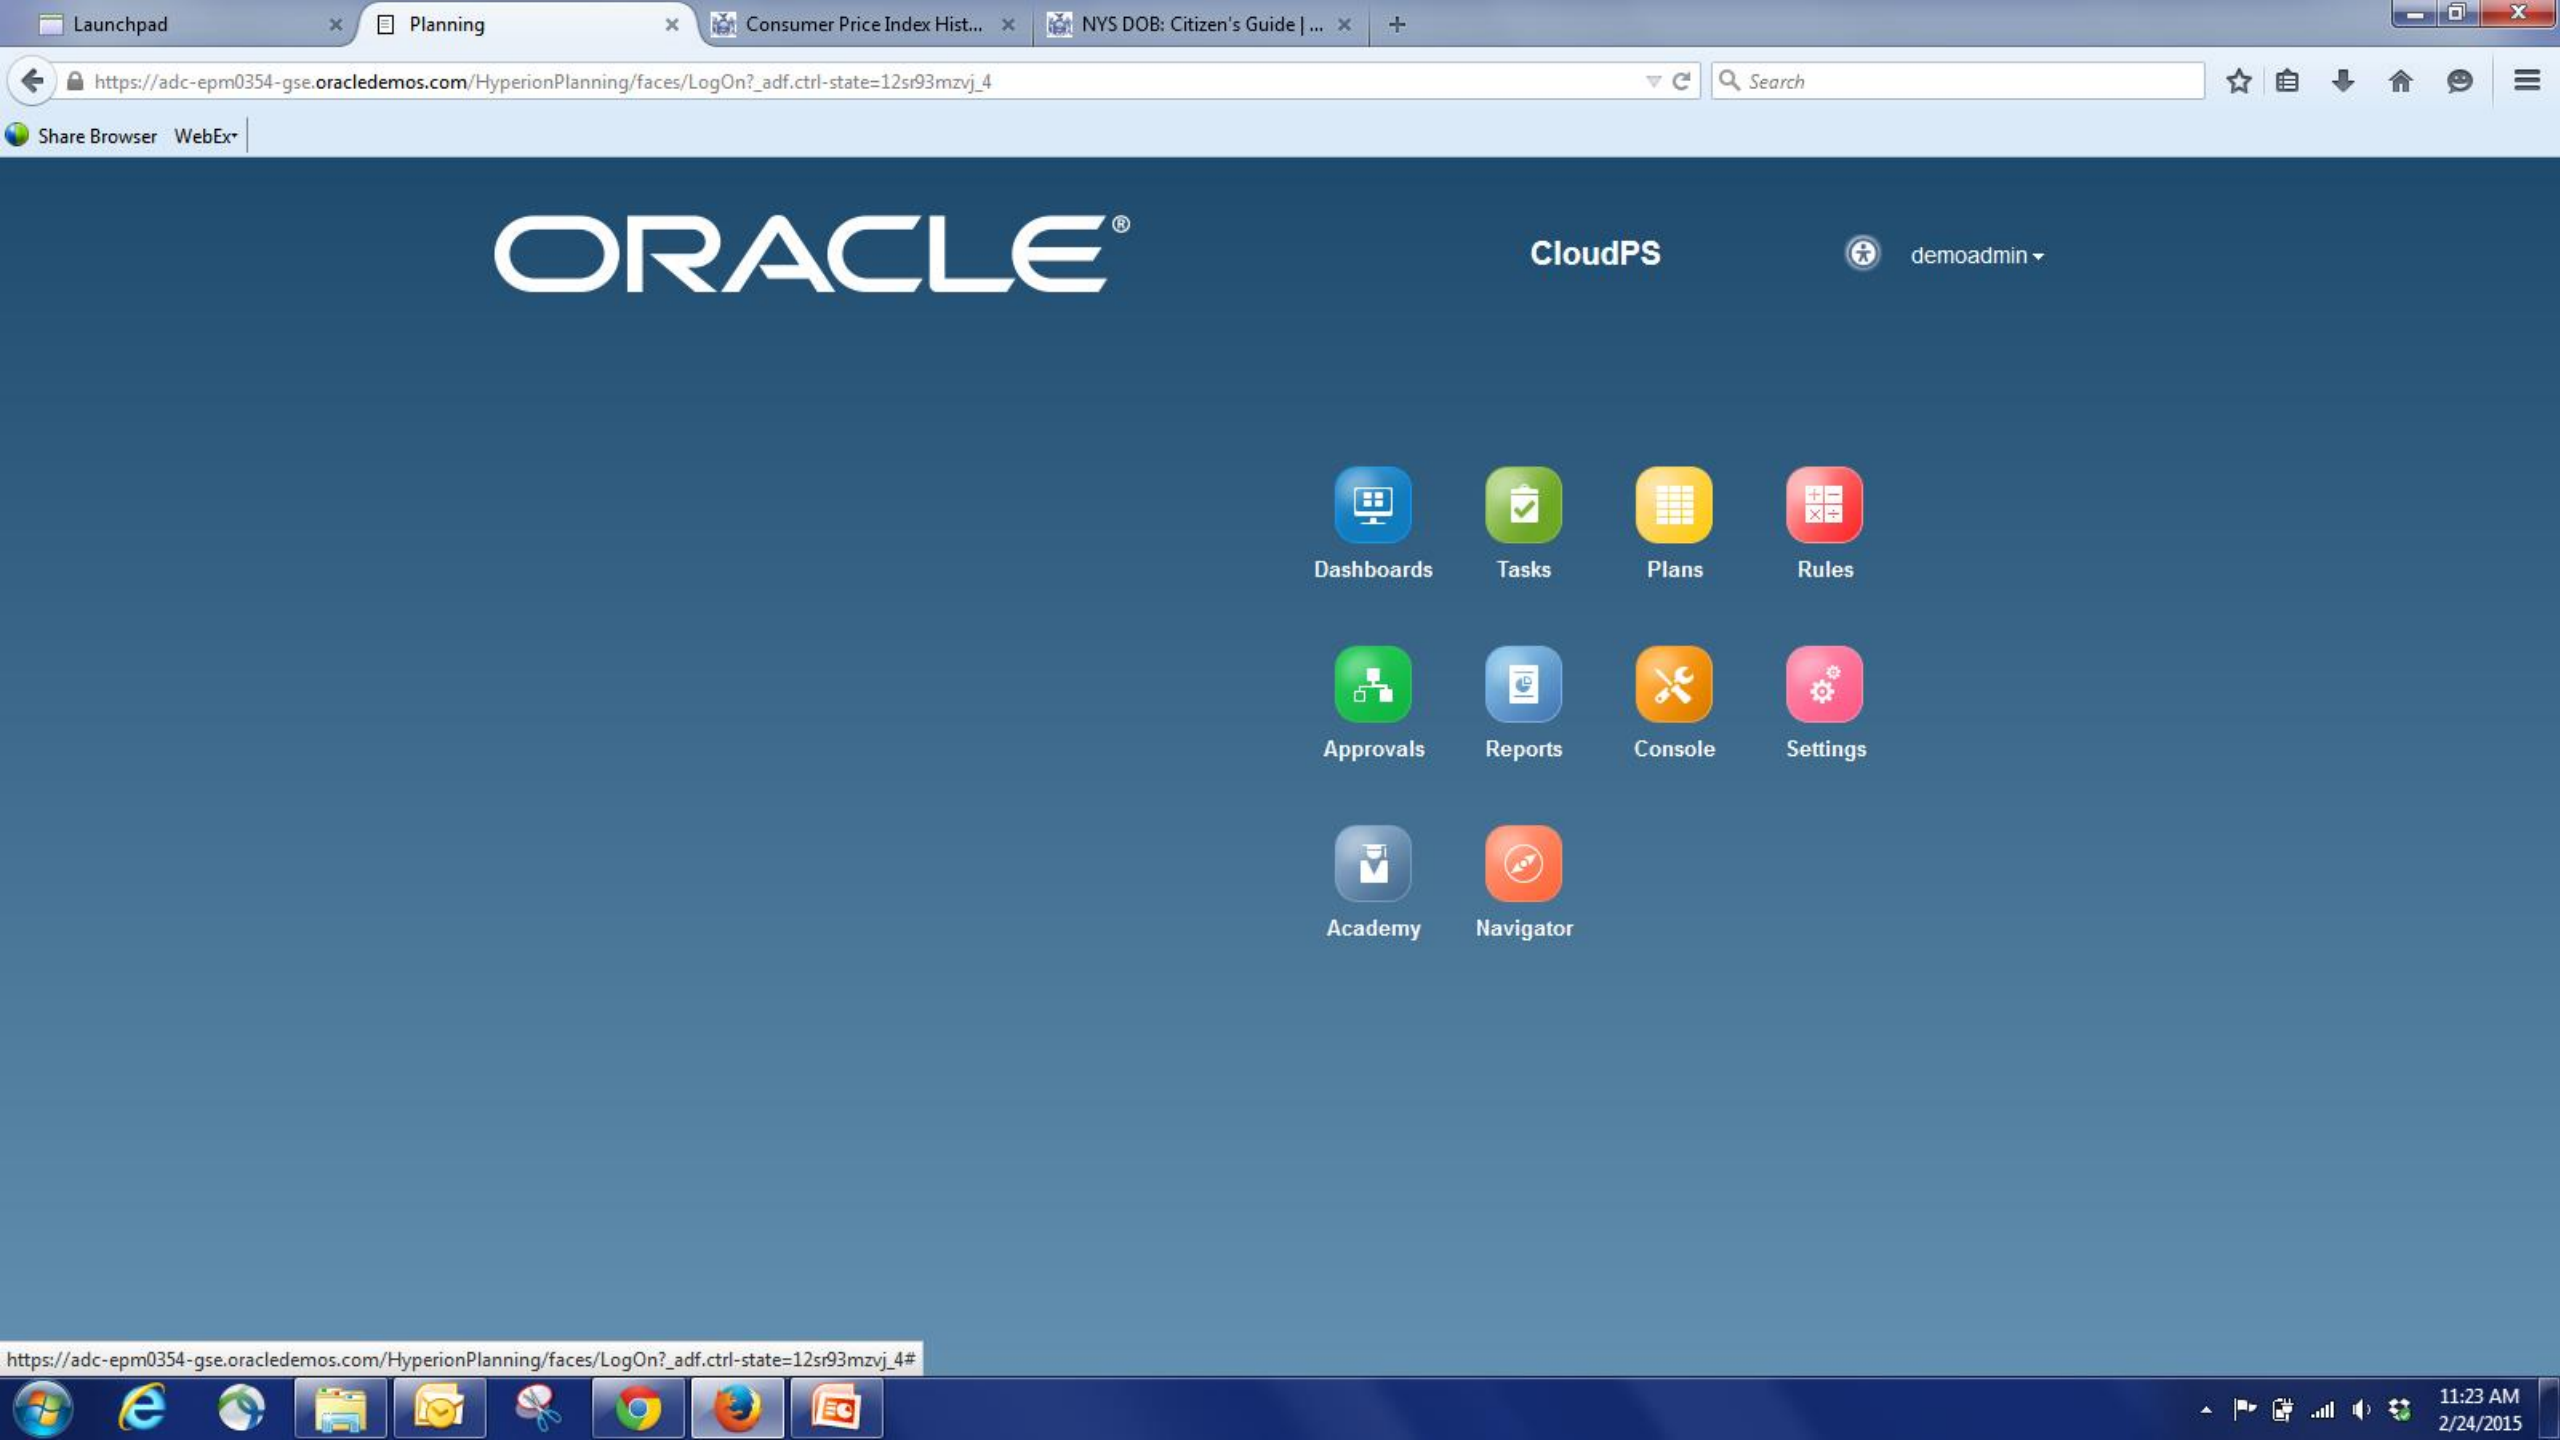 Launchpad
Planning
Consumer Price Index Hist...
NYS DOB: Citizen's Guide | ...
https://adc-epm0354-gse.oracledemos.com/HyperionPlanning/faces/LogOn?_adf.ctrl-state=12sr93mzvj_4
Search
Share Browser WebEx
ORACLE®
CloudPS
demoadmin
Dashboards
Tasks
Plans
Rules
Approvals
Reports
Console
Settings
Academy
Navigator
https://adc-epm0354-gse.oracledemos.com/HyperionPlanning/faces/LogOn?_adf.ctrl-state=12sr93mzvj_4#
11:23 AM
2/24/2015